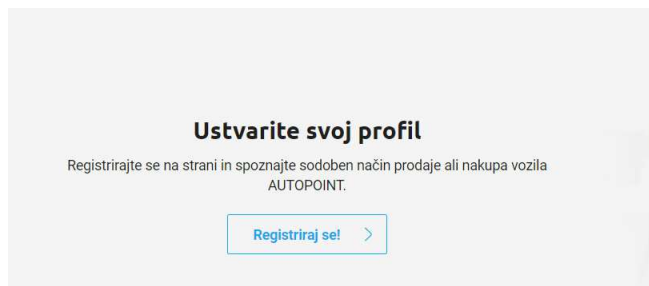 Ustvarite svoj profil
Registrirajte se na strani in spoznajte sodoben način prodaje ali nakupa vozila
AUTOPOINT.
Registriraj se!